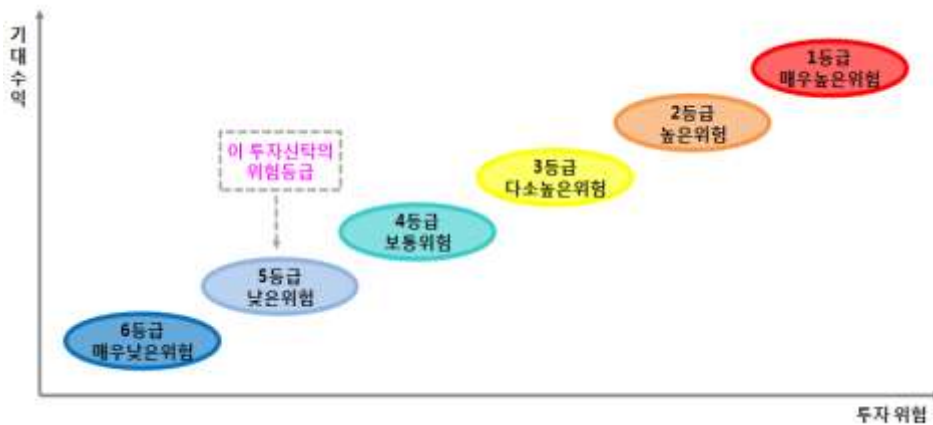 기대수익
1등급
매우높은위험
2등급
높은위험
이 투자신탁의
위험등급
3등급
다소높은위험
4등급
보통위험
5등급
낮은위험
6등급
매우낮은위험
투자 위험